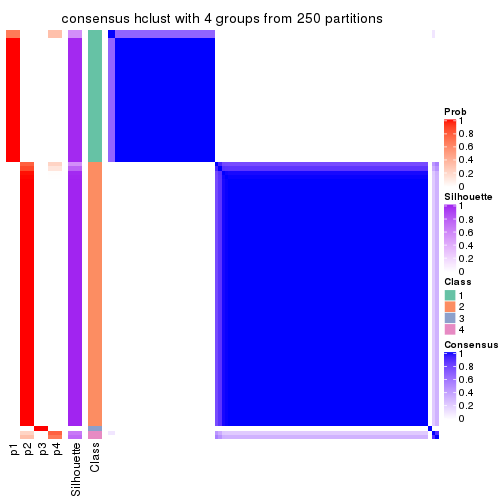 consensus hclust with 4 groups from 250 partitions
Prob
1
0.8
0.6
0.4
0.2
0
Silhouette
1
0.8
0.6
0.4
0.2
0
Class
1
2
3
4
Consensus
1
0.8
0.6
0.4
0.2
0
p1
p2
p3
p4
Silhouette
Class